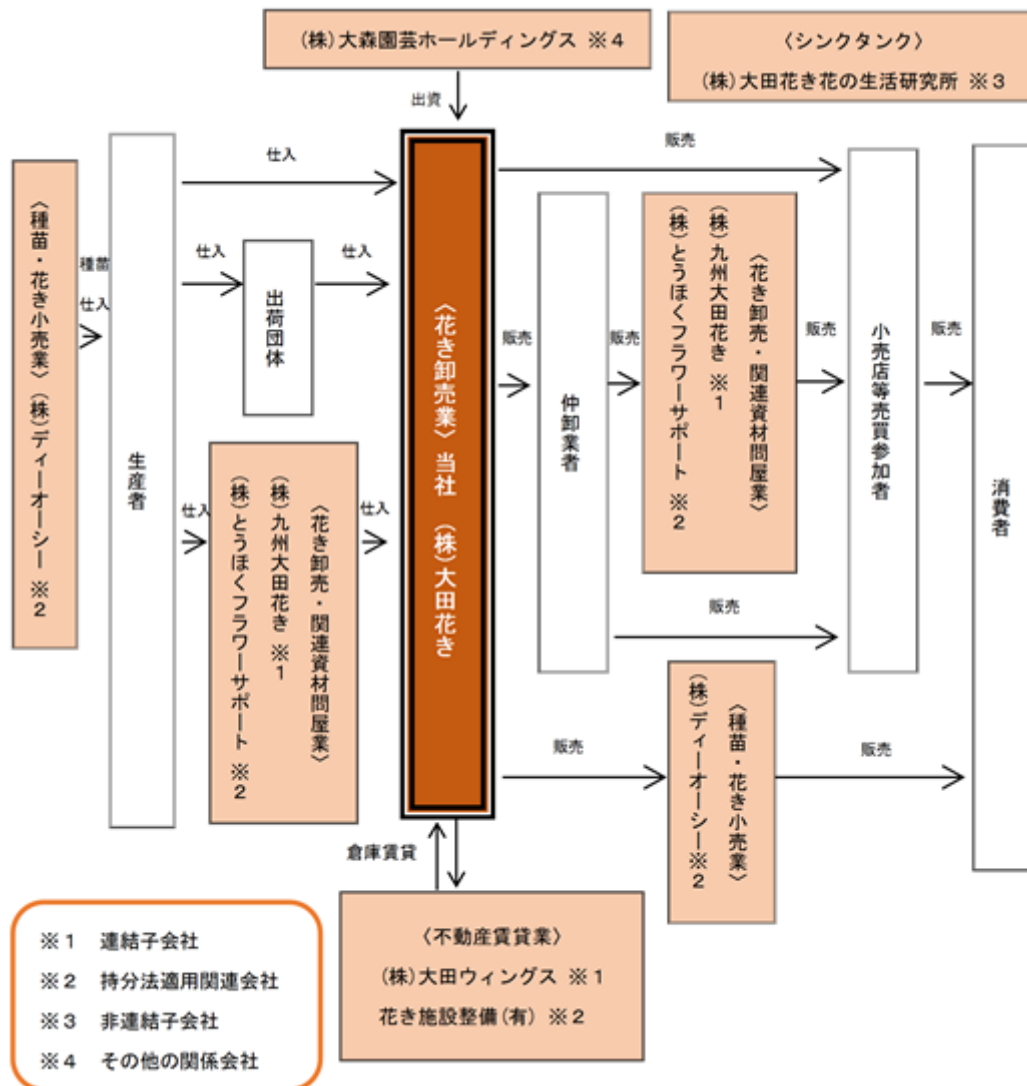 (株)大森園芸ホールディングス ※4
〈シンクタンク〉
(株)大田花き花の生活研究所 ※3
出資
仕入
販売
〈種苗・花き小売業〉(株)ディーオーシー ※2
種苗
仕入
生産者
仕入
出荷団体
仕入
〈花き卸売業〉当社 (株)大田花き
販売
仲卸業者
販売
〈花き卸売・関連資材問屋業〉
(株)九州大田花き ※1
(株)とうほくフラワーサポート ※2
販売
小売店等売買参加者
販売
消費者
仕入
〈花き卸売・関連資材問屋業〉
(株)九州大田花き ※1
(株)とうほくフラワーサポート ※2
仕入
販売
販売
〈種苗・花き小売業〉
(株)ディーオーシー※2
販売
倉庫賃貸
〈不動産賃貸業〉
(株)大田ウィングス ※1
花き施設整備(有) ※2
※1 連結子会社
※2 持分法適用関連会社
※3 非連結子会社
※4 その他の関係会社